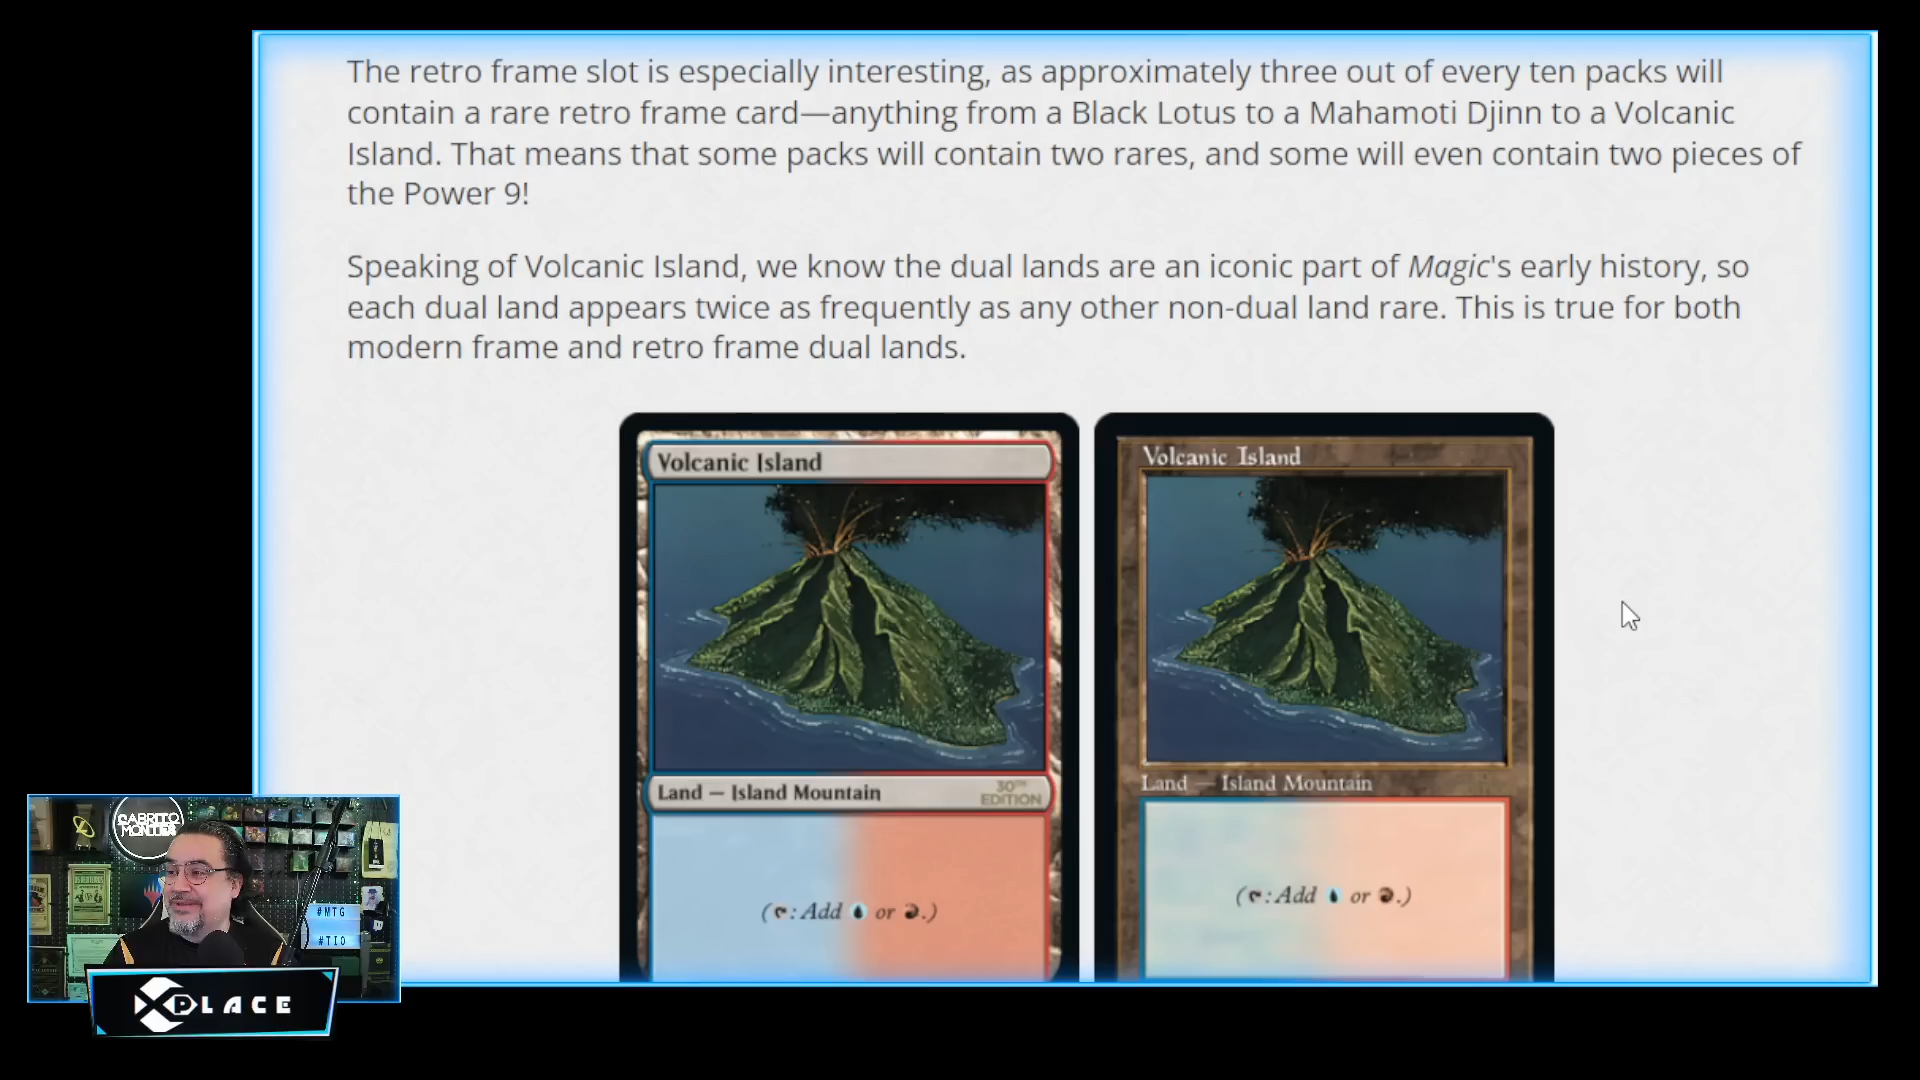 The retro frame slot is especially interesting, as approximately three out of every ten packs will
contain a rare retro frame card—anything from a Black Lotus to a Mahamoti Djinn to a Volcanic
Island. That means that some packs will contain two rares, and some will even contain two pieces of
the Power 9!
Speaking of Volcanic Island, we know the dual lands are an iconic part of Magic's early history, so
each dual land appears twice as frequently as any other non-dual land rare. This is true for both
modern frame and retro frame dual lands.
Volcanic Island
Land — Island Mountain
30TH
EDITION
( : Add or .)
Volcanic Island
Land — Island Mountain
( : Add or .)
CABRITO
MONTES
#MTG
#TIO
XPLACE